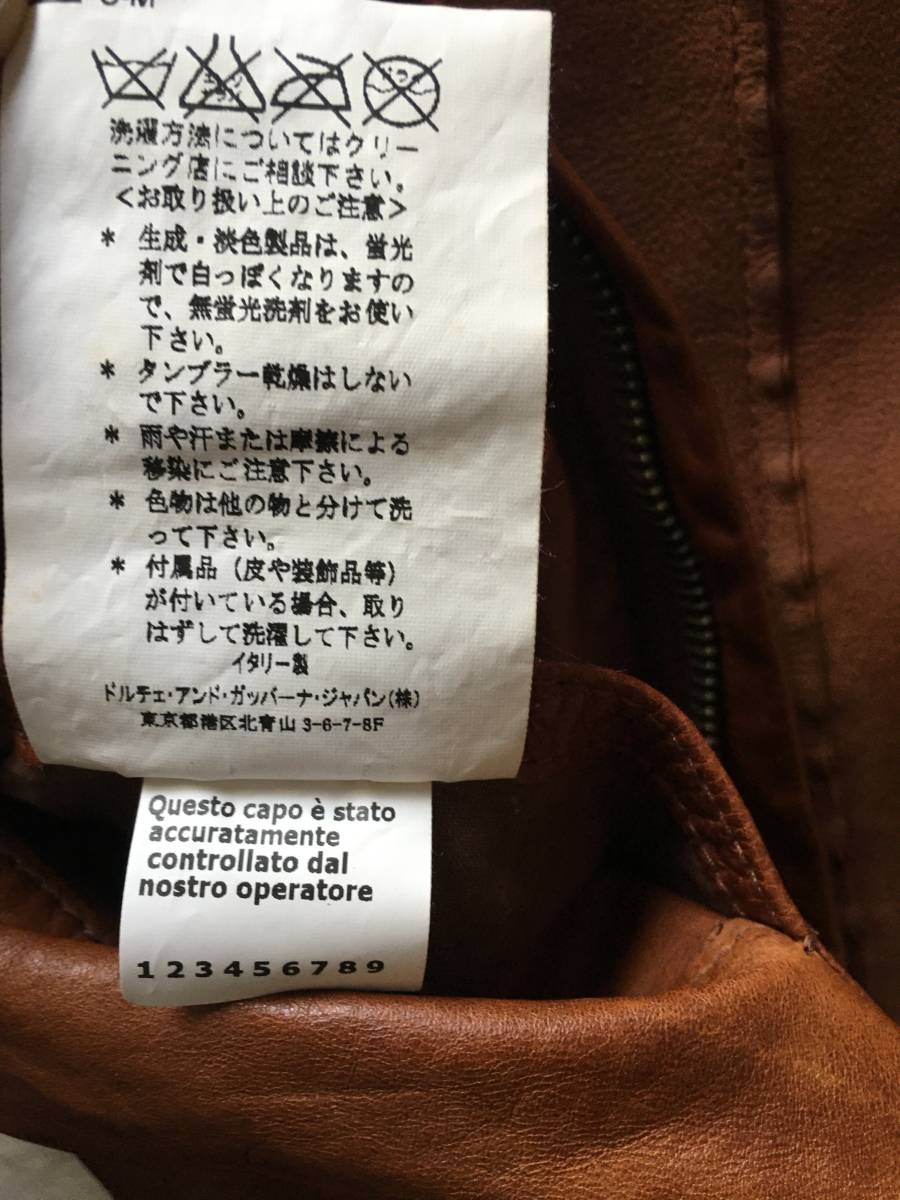 洗濯方法についてはクリー
ニング店にご相談下さい。
<お取り扱い上のご注意>
* 生成・淡色製品は、蛍光
剤で白っぽくなりますの
で、無蛍光洗剤をお使い
下さい。
* タンブラー乾燥はしない
で下さい。
* 雨や汗または摩擦による
移染にご注意下さい。
* 色物は他の物と分けて洗
って下さい。
* 付属品（皮や装飾品等）
が付いている場合、取り
はずして洗濯して下さい。
イタリー製
ドルチェ・アンド・ガッバーナ・ジャパン(株)
東京都港区北青山 3-6-7-8F
Questo capo è stato
accuratamente
controllato dal
nostro operatore
1 2 3 4 5 6 7 8 9